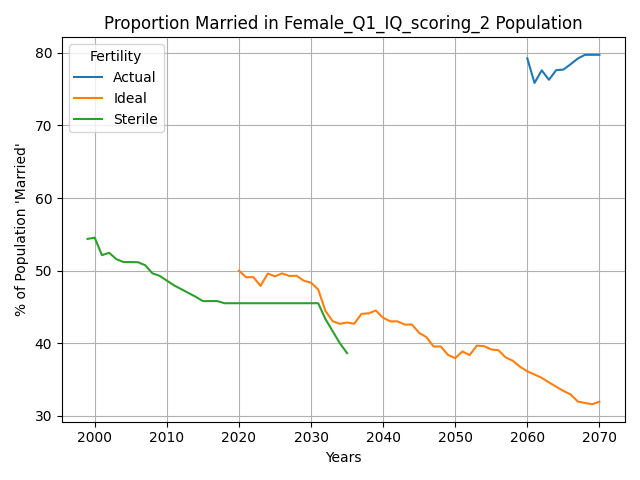 Proportion Married in Female_Q1_IQ_scoring_2 Population
Fertility
Actual
Ideal
Sterile
% of Population 'Married'
80
70
60
50
40
30
2000
2010
2020
2030
2040
2050
2060
2070
Years